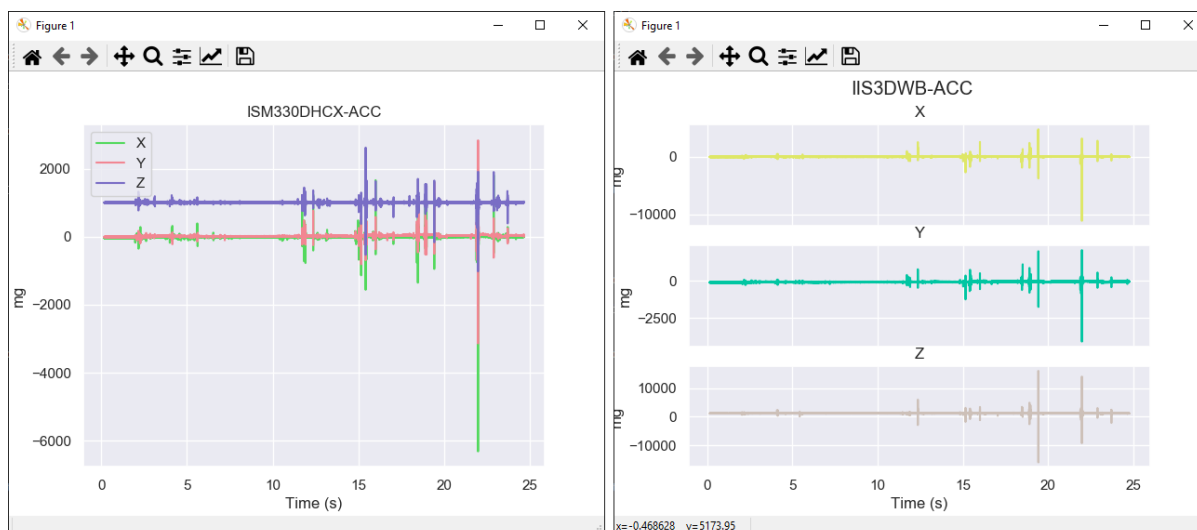 Figure 1
ISM330DHCX-ACC
X
Y
Z
2000
0
−2000
−4000
−6000
mg
0 5 10 15 20 25
Time (s)
Figure 1
IIS3DWB-ACC
X
0
−10000
mg
Y
0
−2500
mg
Z
10000
0
−10000
mg
0 5 10 15 20 25
Time (s)
x=-0.468628 y=5173.95